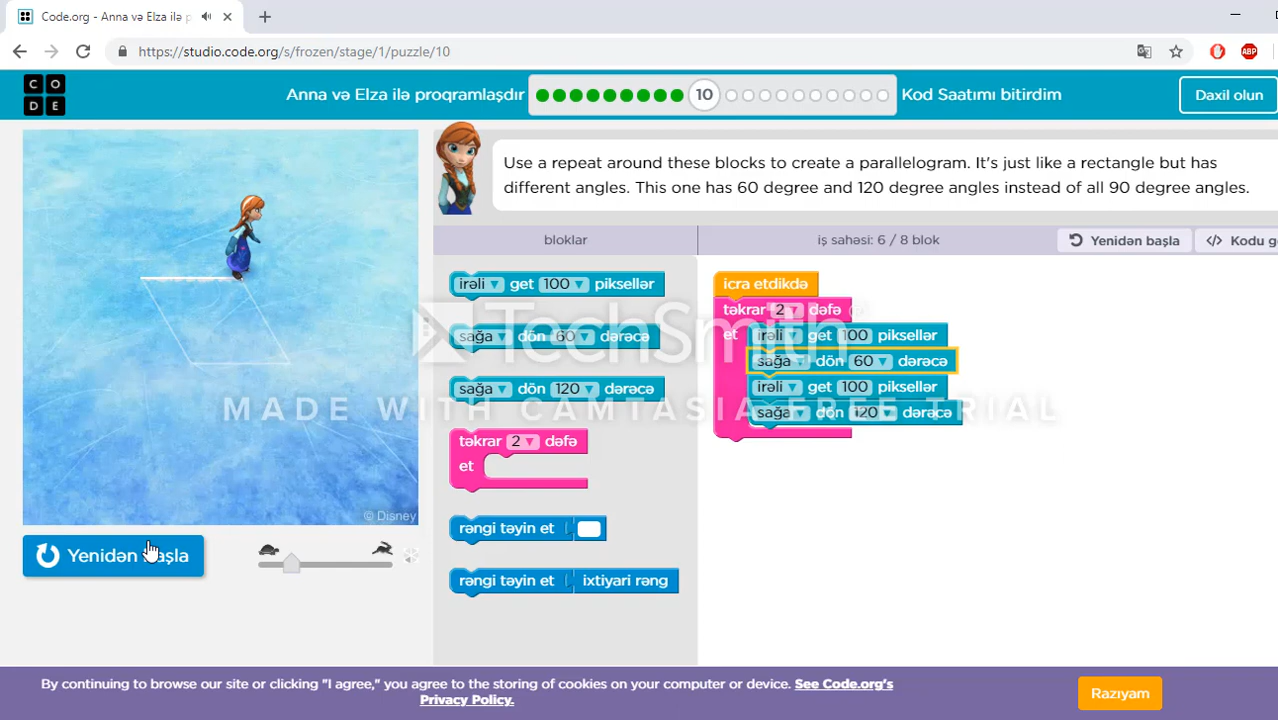 Code.org - Anna və Elza ilə p
https://studio.code.org/s/frozen/stage/1/puzzle/10
ABP
C O
D E
Anna və Elza ilə proqramlaşdır
10
Kod Saatımı bitirdim
Daxil olun
Use a repeat around these blocks to create a parallelogram. It's just like a rectangle but has
different angles. This one has 60 degree and 120 degree angles instead of all 90 degree angles.
bloklar
iş sahəsi: 6 / 8 blok
Yenidən başla
</> Kodu gö
irəli get 100 piksellər
sağa dön 60 dərəcə
sağa dön 120 dərəcə
təkrar 2 dəfə
et
rəngi təyin et
rəngi təyin et ixtiyari rəng
icra etdikdə
təkrar 2 dəfə
et
irəli get 100 piksellər
sağa dön 60 dərəcə
irəli get 100 piksellər
sağa dön 120 dərəcə
TechSmith
MADE WITH CAMTASIA FREE TRIAL
© Disney
Yenidən başla
By continuing to browse our site or clicking "I agree," you agree to the storing of cookies on your computer or device. See Code.org's
Privacy Policy.
Razıyam